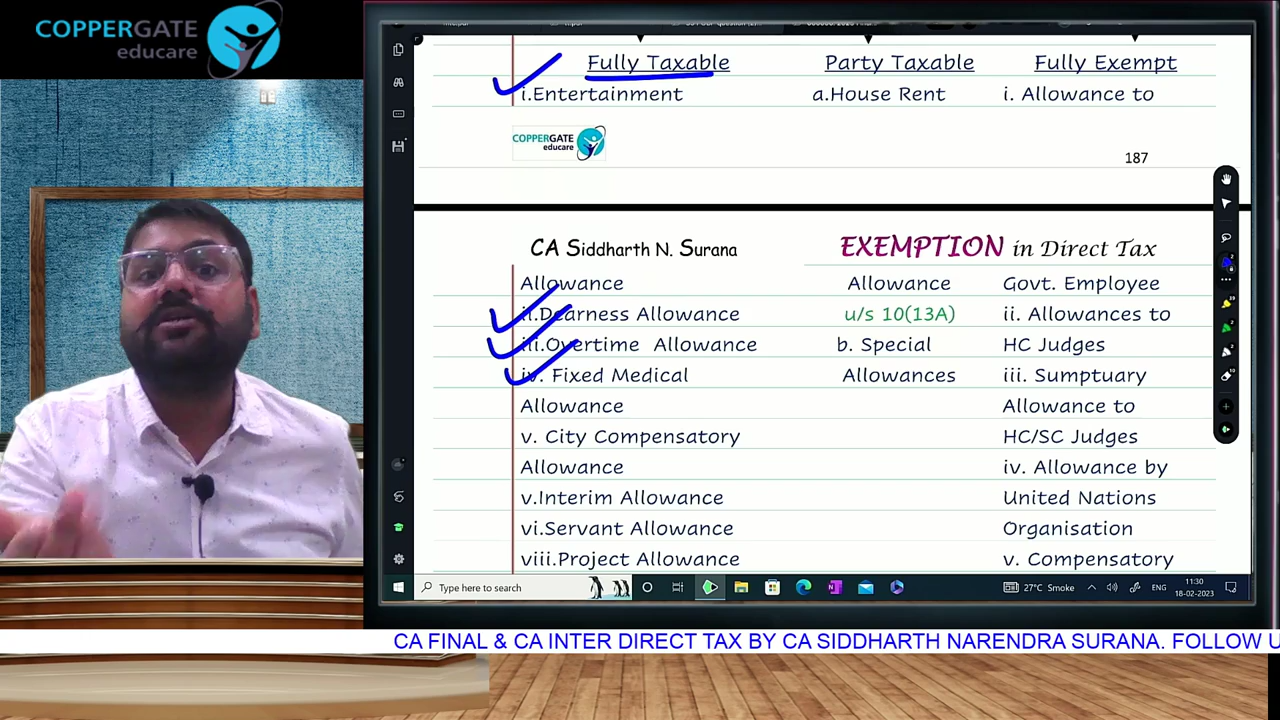 COPPERGATE
educare
Fully Taxable Party Taxable Fully Exempt
i.Entertainment a.House Rent i. Allowance to
COPPERGATE
educare
187
CA Siddharth N. Surana EXEMPTION in Direct Tax
Allowance Allowance Govt. Employee
ii.Dearness Allowance u/s 10(13A) ii. Allowances to
iii.Overtime Allowance b. Special HC Judges
iv. Fixed Medical Allowances iii. Sumptuary
Allowance Allowance to
v. City Compensatory HC/SC Judges
Allowance iv. Allowance by
v.Interim Allowance United Nations
vi.Servant Allowance Organisation
viii.Project Allowance v. Compensatory
Type here to search 27°C Smoke ENG 11:30
18-02-2023
CA FINAL & CA INTER DIRECT TAX BY CA SIDDHARTH NARENDRA SURANA. FOLLOW U